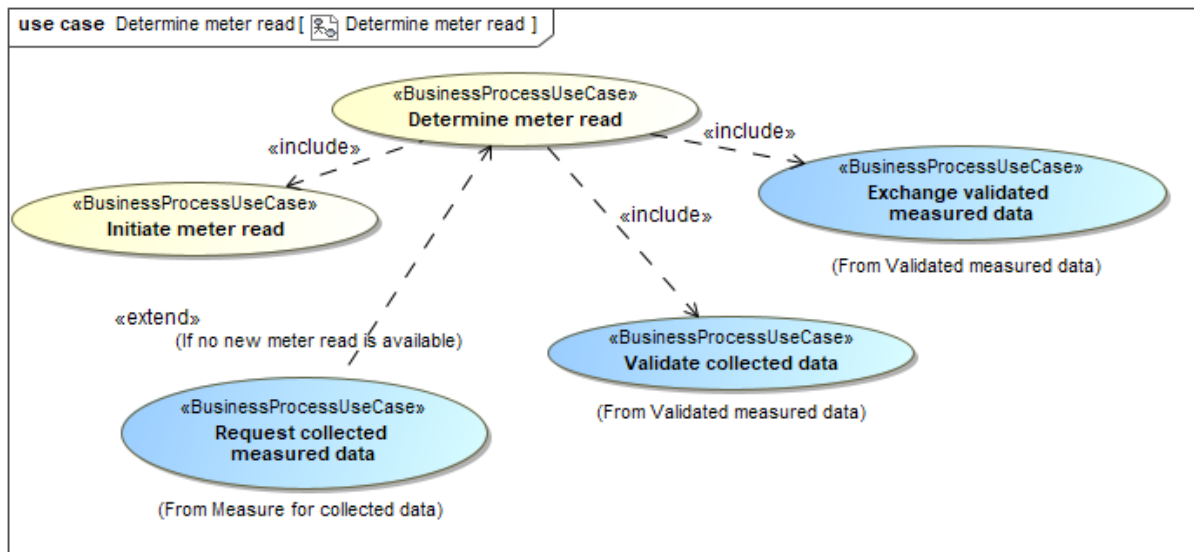 use case Determine meter read [ Determine meter read ]
«BusinessProcessUseCase»
Determine meter read
«include»
«include»
«BusinessProcessUseCase»
Initiate meter read
«BusinessProcessUseCase»
Exchange validated
measured data
(From Validated measured data)
«include»
«extend»
(If no new meter read is available)
«BusinessProcessUseCase»
Validate collected data
(From Validated measured data)
«BusinessProcessUseCase»
Request collected
measured data
(From Measure for collected data)